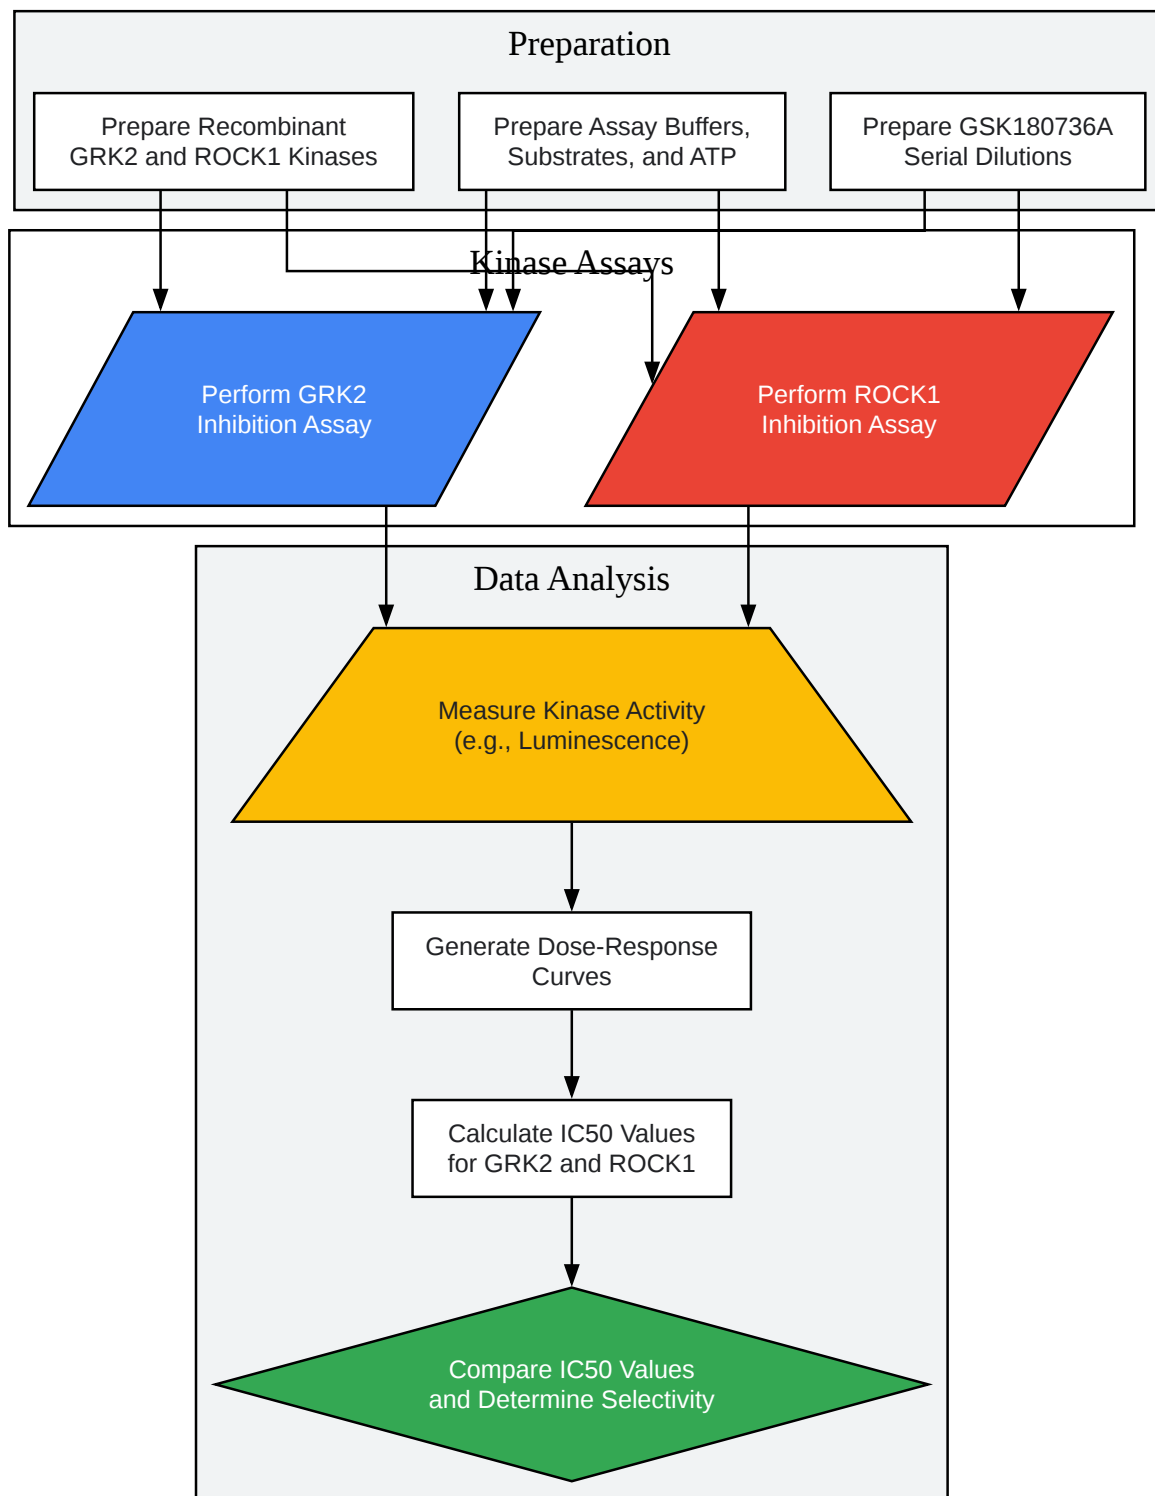 Preparation
Prepare Recombinant
GRK2 and ROCK1 Kinases
Prepare Assay Buffers,
Substrates, and ATP
Prepare GSK180736A
Serial Dilutions
Kinase Assays
Perform GRK2
Inhibition Assay
Perform ROCK1
Inhibition Assay
Data Analysis
Measure Kinase Activity
(e.g., Luminescence)
Generate Dose-Response
Curves
Calculate IC50 Values
for GRK2 and ROCK1
Compare IC50 Values
and Determine Selectivity